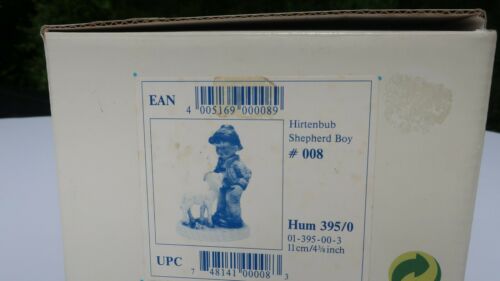 EAN
4 005169 000089
Hirtenbub
Shepherd Boy
# 008
Hum 395/0
01-395-00-3
11cm/4¾inch
UPC
7 48141 00008 3